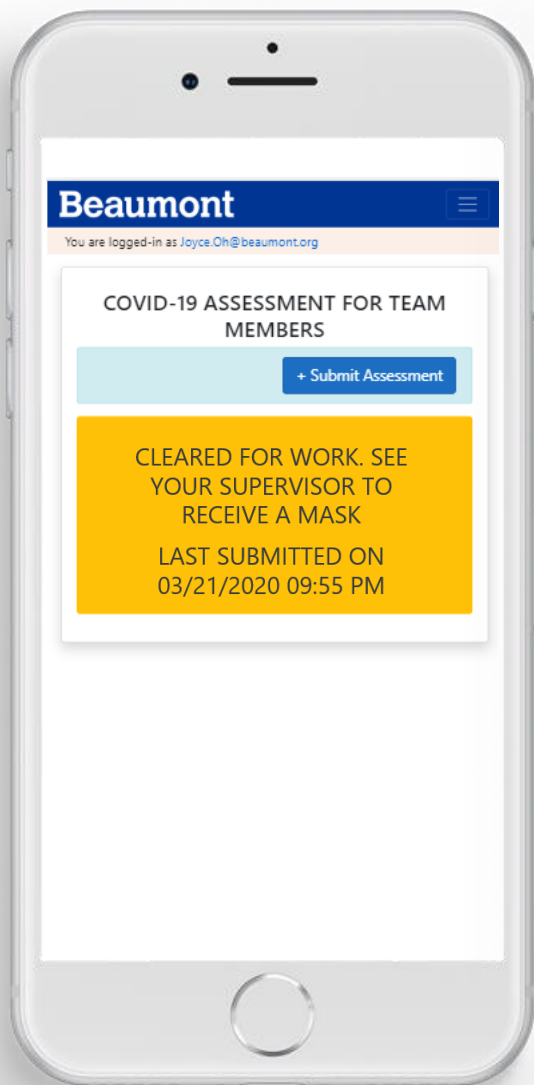 Beaumont
You are logged-in as Joyce.Oh@beaumont.org
COVID-19 ASSESSMENT FOR TEAM
MEMBERS
+ Submit Assessment
CLEARED FOR WORK. SEE
YOUR SUPERVISOR TO
RECEIVE A MASK
LAST SUBMITTED ON
03/21/2020 09:55 PM